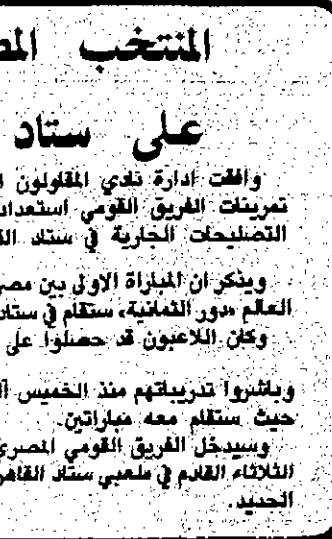 المنتخب
على ستاد
وافقت ادارة نادي المقاولون
تمرينات الفريق القومي استعداد
التصليحات الجارية في ستاد
ويذكر ان المباراة الاولى بين مصر
العالم «دور الثمانية، ستقام في ستاد
وكان اللاعبون قد حصلوا على
وباشروا تدريباتهم منذ الخميس
حيث ستقام معه مباراتين.
وسيدخل الفريق القومي المصري
الثلاثاء القادم في ملعبي ستاد القاهر
الجديد.